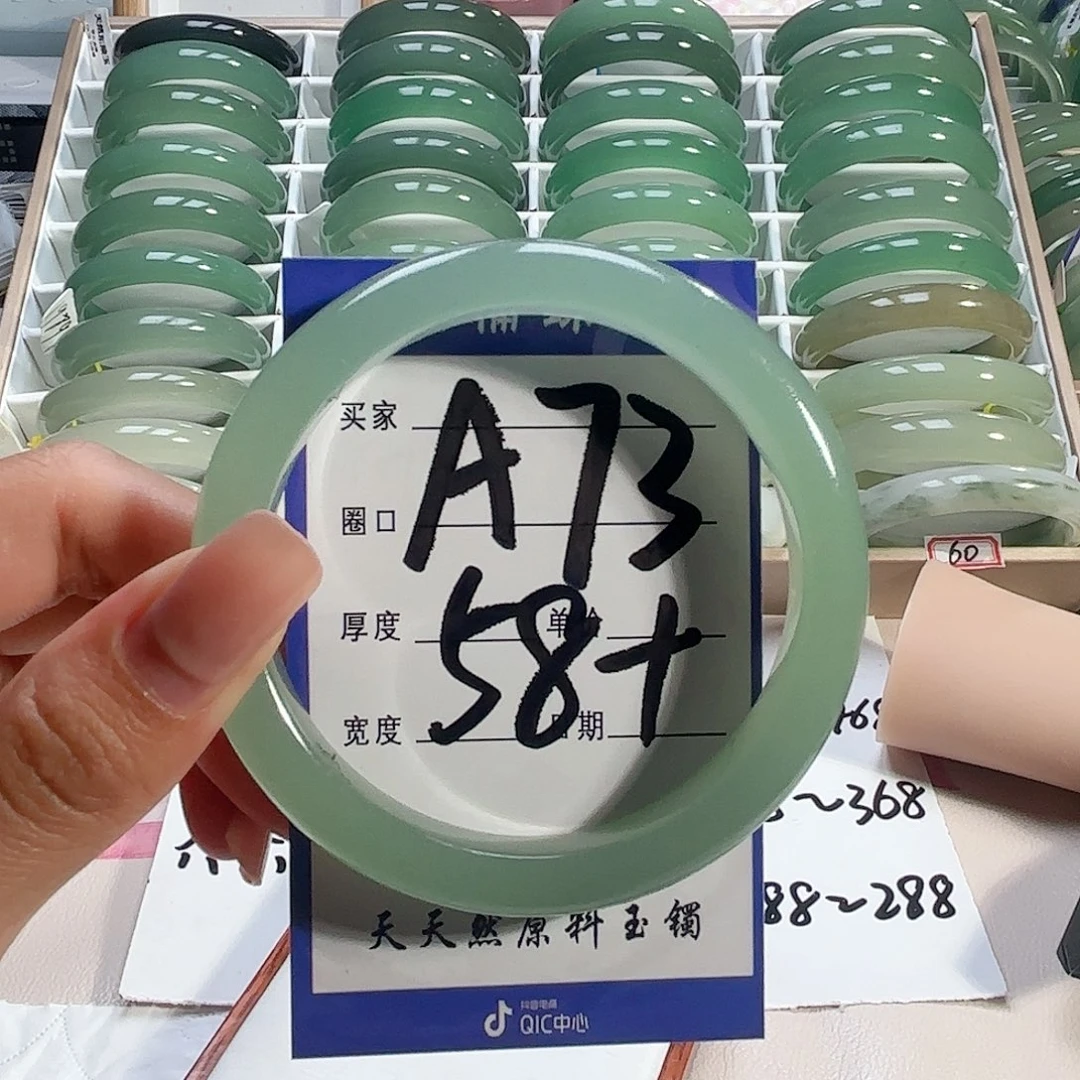 买家
A73
圈口
厚度
58+
宽度
期
天天然原料玉镯
抖音电商
QIC中心
60
~368
88~288